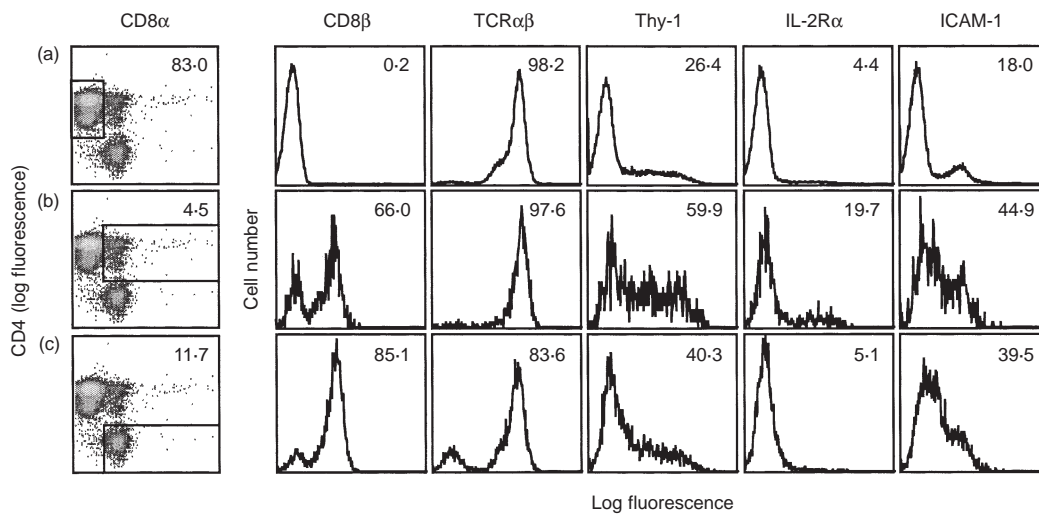 CD8α CD8β TCRαβ Thy-1 IL-2Rα ICAM-1
(a) 83·0 0·2 98·2 26·4 4·4 18·0
(b) 4·5 66·0 97·6 59·9 19·7 44·9
(c) 11·7 85·1 83·6 40·3 5·1 39·5
CD4 (log fluorescence)
Cell number
Log fluorescence